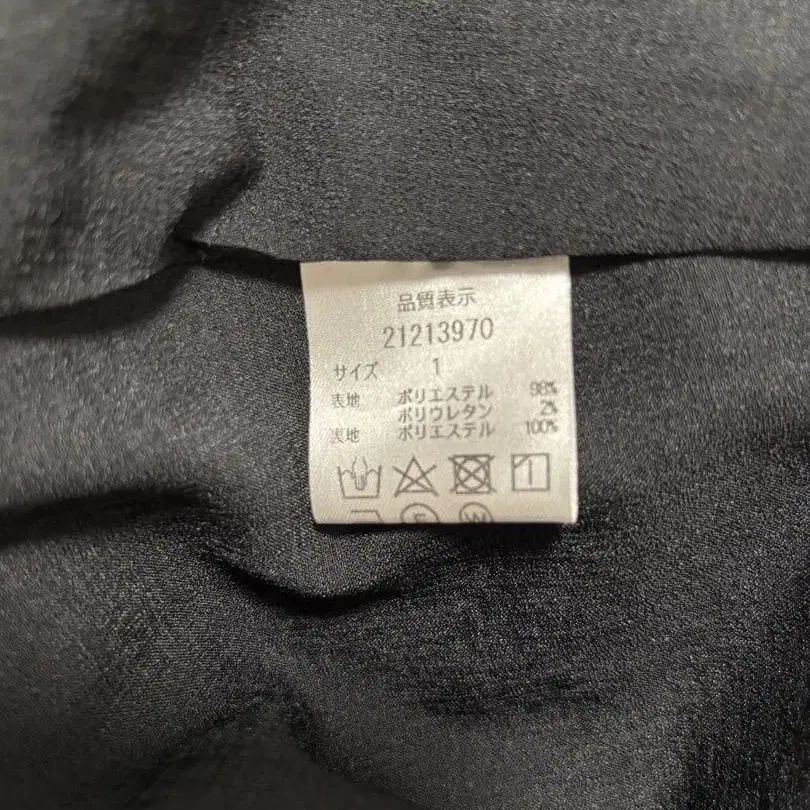 品質表示
21213970
サイズ 1
表地 ポリエステル 98%
ポリウレタン 2%
裏地 ポリエステル 100%
F W